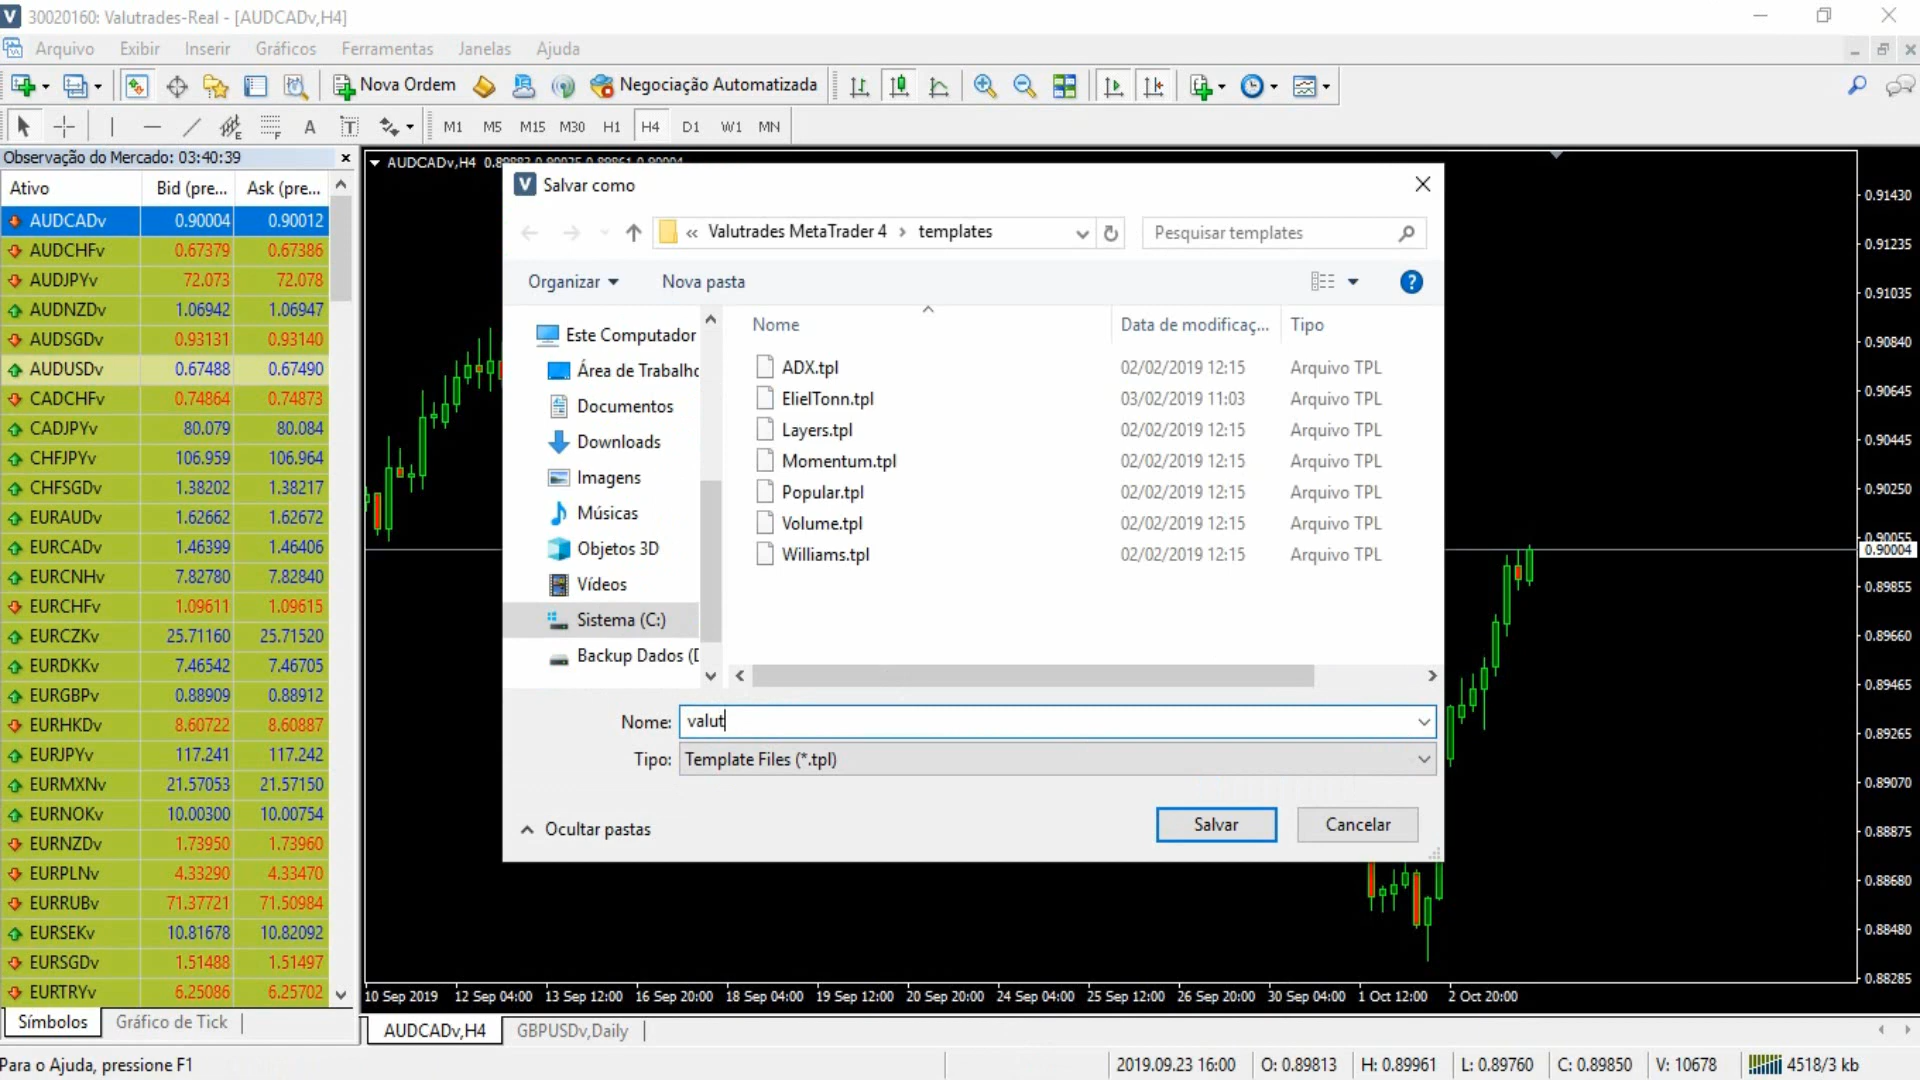 30020160: Valutrades-Real - [AUDCADv,H4]
Arquivo Exibir Inserir Gráficos Ferramentas Janelas Ajuda
Nova Ordem Negociação Automatizada
A T M1 M5 M15 M30 H1 H4 D1 W1 MN
Observação do Mercado: 03:40:39
Ativo Bid (pre... Ask (pre...
AUDCADv 0.90004 0.90012
AUDCHFv 0.67379 0.67386
AUDJPYv 72.073 72.078
AUDNZDv 1.06942 1.06947
AUDSGDv 0.93131 0.93140
AUDUSDv 0.67488 0.67490
CADCHFv 0.74864 0.74873
CADJPYv 80.079 80.084
CHFJPYv 106.959 106.964
CHFSGDv 1.38202 1.38217
EURAUDv 1.62662 1.62672
EURCADv 1.46399 1.46406
EURCNHv 7.82780 7.82840
EURCHFv 1.09611 1.09615
EURCZKv 25.71160 25.71520
EURDKKv 7.46542 7.46705
EURGBPv 0.88909 0.88912
EURHKDv 8.60722 8.60887
EURJPYv 117.241 117.242
EURMXNv 21.57053 21.57150
EURNOKv 10.00300 10.00754
EURNZDv 1.73950 1.73960
EURPLNv 4.33290 4.33470
EURRUBv 71.37721 71.50984
EURSEKv 10.81678 10.82092
EURSGDv 1.51488 1.51497
EURTRYv 6.25086 6.25702
Símbolos Gráfico de Tick
AUDCADv,H4
Salvar como
« Valutrades MetaTrader 4 › templates
Pesquisar templates
Organizar Nova pasta
Este Computador
Área de Trabalho
Documentos
Downloads
Imagens
Músicas
Objetos 3D
Vídeos
Sistema (C:)
Backup Dados (D
Nome Data de modificaç... Tipo
ADX.tpl 02/02/2019 12:15 Arquivo TPL
ElielTonn.tpl 03/02/2019 11:03 Arquivo TPL
Layers.tpl 02/02/2019 12:15 Arquivo TPL
Momentum.tpl 02/02/2019 12:15 Arquivo TPL
Popular.tpl 02/02/2019 12:15 Arquivo TPL
Volume.tpl 02/02/2019 12:15 Arquivo TPL
Williams.tpl 02/02/2019 12:15 Arquivo TPL
Nome: valut
Tipo: Template Files (*.tpl)
Ocultar pastas
Salvar Cancelar
0.91430
0.91235
0.91035
0.90840
0.90645
0.90445
0.90250
0.90055
0.90004
0.89855
0.89660
0.89465
0.89265
0.89070
0.88875
0.88680
0.88480
0.88285
10 Sep 2019 12 Sep 04:00 13 Sep 12:00 16 Sep 20:00 18 Sep 04:00 19 Sep 12:00 20 Sep 20:00 24 Sep 04:00 25 Sep 12:00 26 Sep 20:00 30 Sep 04:00 1 Oct 12:00 2 Oct 20:00
AUDCADv,H4 GBPUSDv,Daily
Para o Ajuda, pressione F1
2019.09.23 16:00 O: 0.89813 H: 0.89961 L: 0.89760 C: 0.89850 V: 10678 4518/3 kb